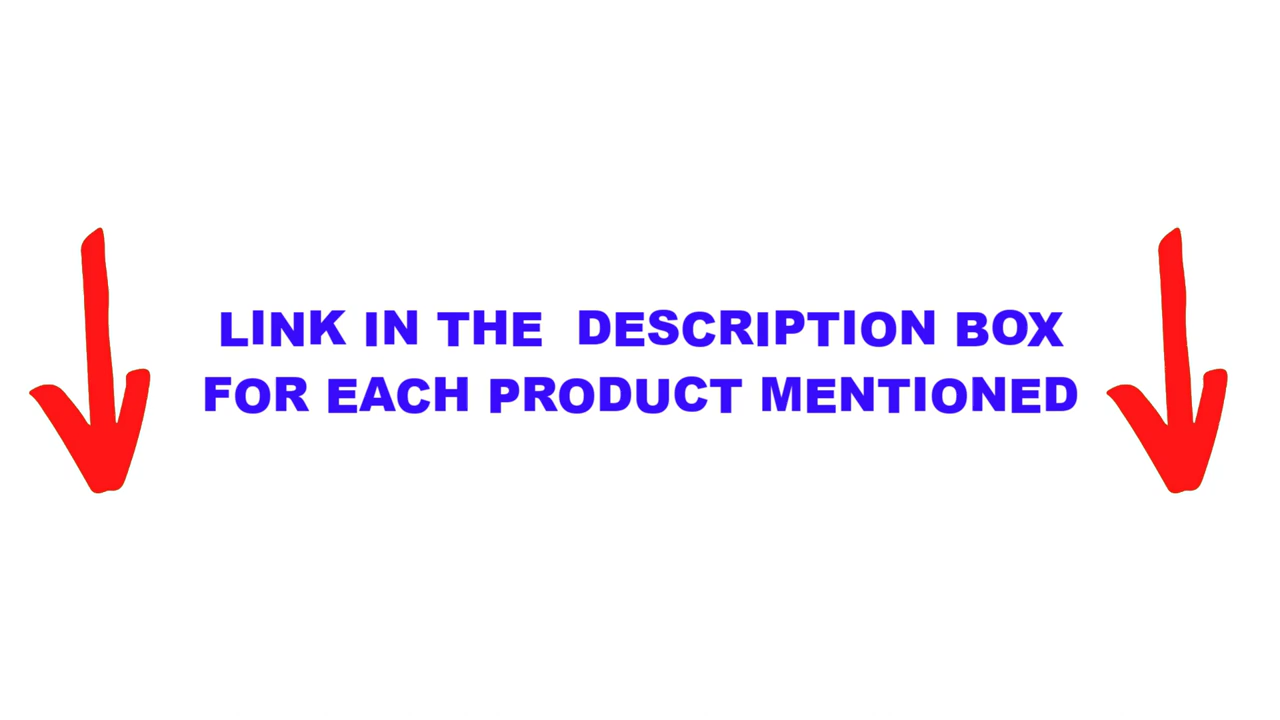 LINK IN THE DESCRIPTION BOX
FOR EACH PRODUCT MENTIONED